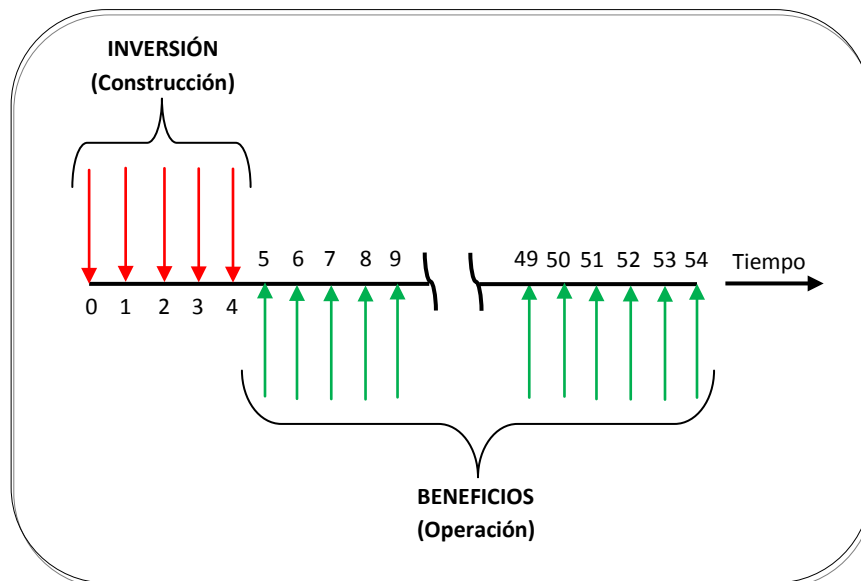 INVERSIÓN
(Construcción)
5 6 7 8 9 49 50 51 52 53 54 Tiempo
0 1 2 3 4
BENEFICIOS
(Operación)